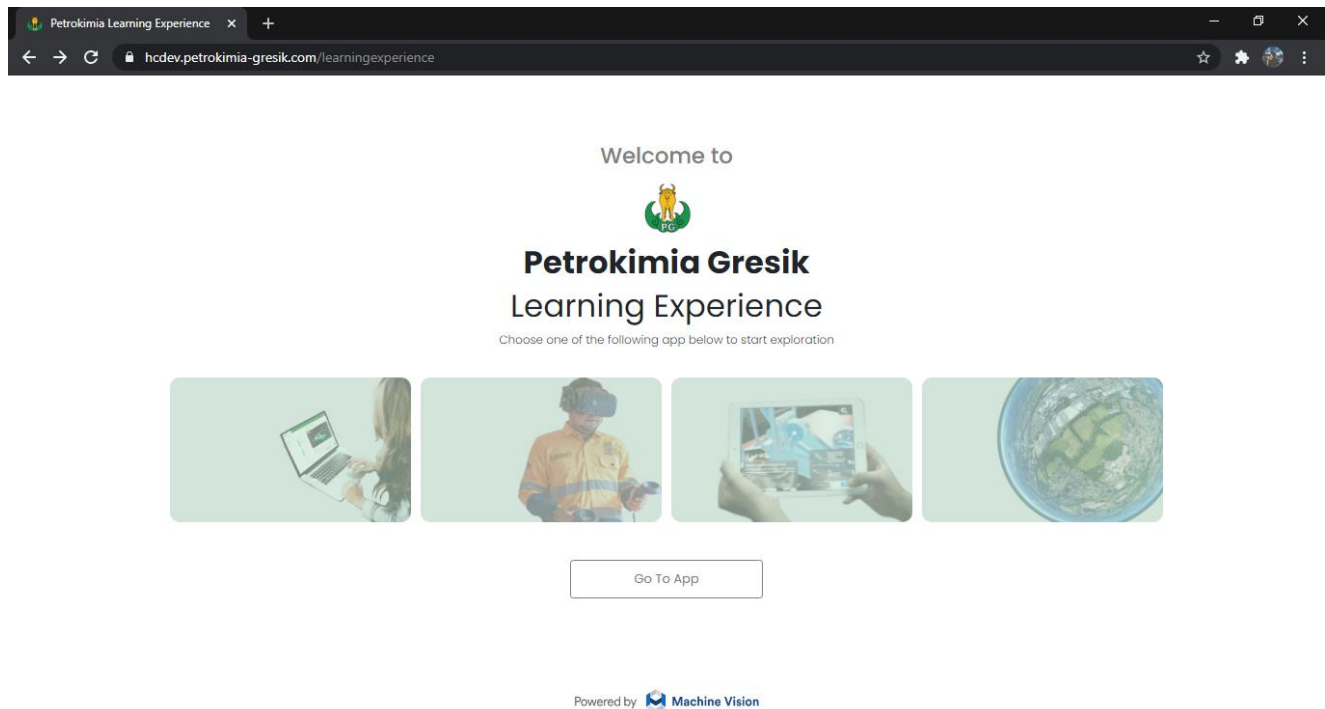 Petrokimia Learning Experience
hcdev.petrokimia-gresik.com/learningexperience
Welcome to
PG
Petrokimia Gresik
Learning Experience
Choose one of the following app below to start exploration
Go To App
Powered by Machine Vision